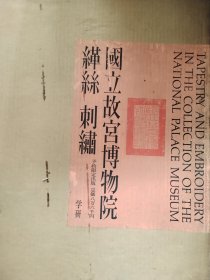 國立故宮博物院
緙絲 刺繡
学研
TAPESTRY AND EMBROIDERY
IN THE COLLECTION OF THE
NATIONAL PALACE MUSEUM